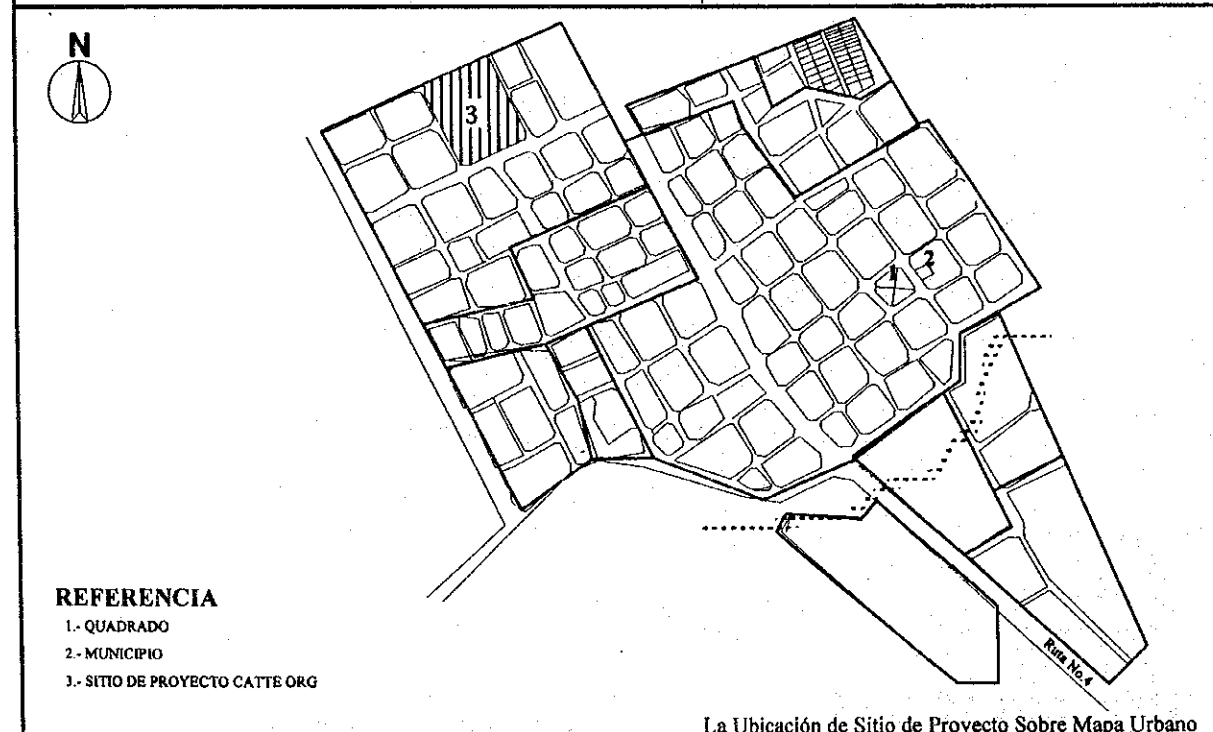 N
3
1
2
REFERENCIA
1.- QUADRADO
2.- MUNICIPIO
3.- SITIO DE PROYECTO CATTE ORG
Ruta No.4
La Ubicación de Sitio de Proyecto Sobre Mapa Urbano